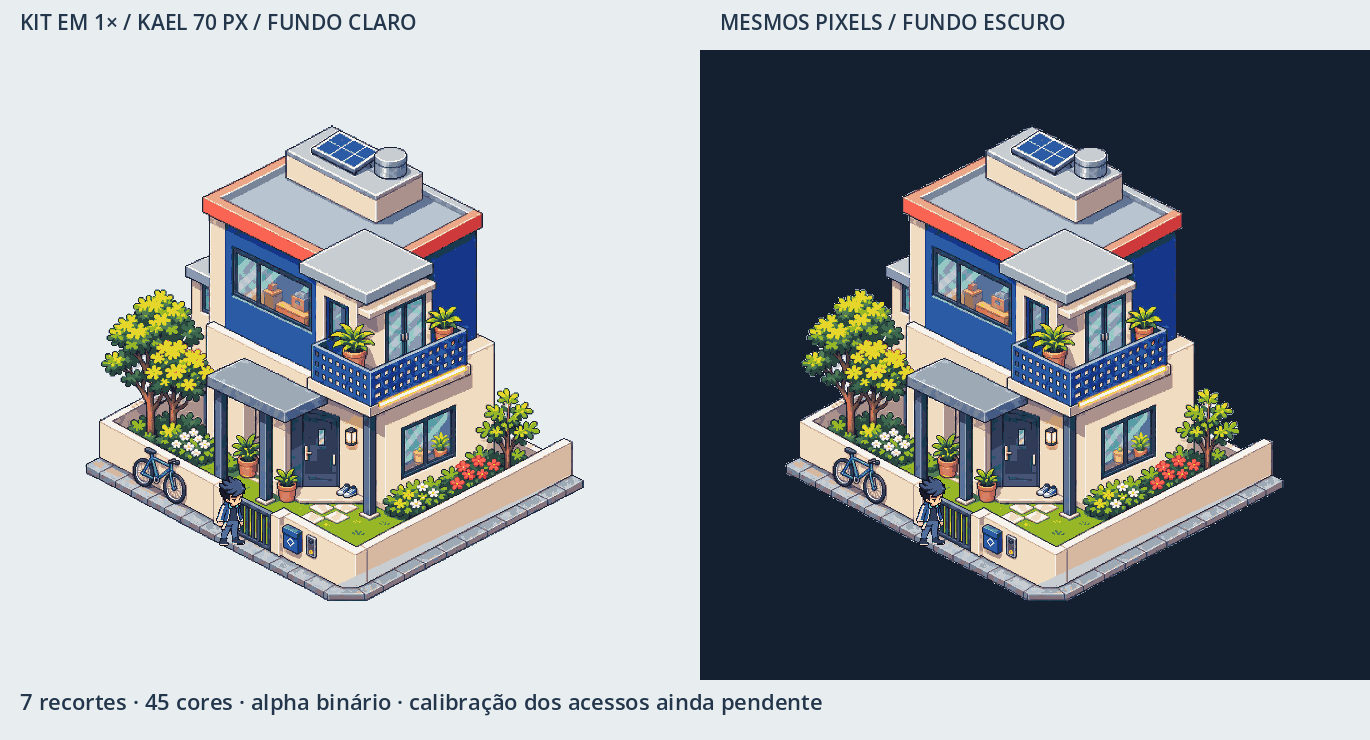 KIT EM 1× / KAEL 70 PX / FUNDO CLARO
MESMOS PIXELS / FUNDO ESCURO
7 recortes · 45 cores · alpha binário · calibração dos acessos ainda pendente